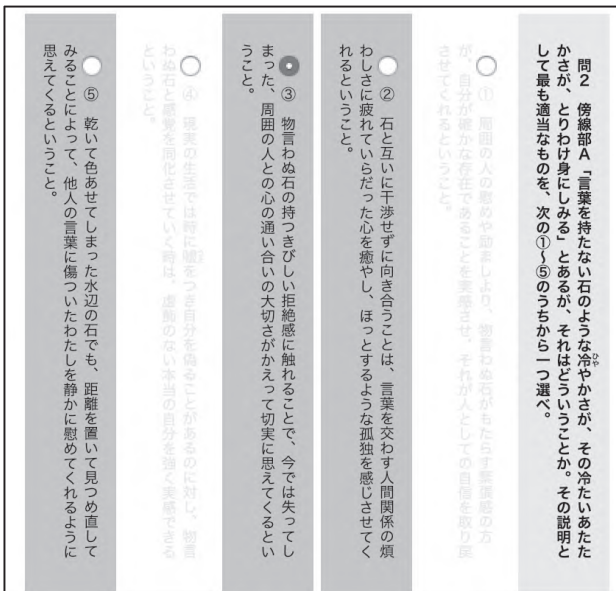 問2 傍線部A「言葉を持たない石のような冷やかさが、その冷たいあたた
かさが、とりわけ身にしみる」とあるが、それはどういうことか。その説明と
して最も適当なものを、次の①〜⑤のうちから一つ選べ。
① 周囲の人の慰めや励ましより、物言わぬ石がもたらす緊張感の方
が、自分が確かな存在であることを実感させ、それが人としての自信を取り戻
させてくれるということ。
② 石と互いに干渉せずに向き合うことは、言葉を交わす人間関係の煩
わしさに疲れていらだった心を癒やし、ほっとするような孤独を感じさせてく
れるということ。
③ 物言わぬ石の持つきびしい拒絶感に触れることで、今では失ってし
まった、周囲の人との心の通い合いの大切さがかえって切実に思えてくるとい
うこと。
④ 現実の生活では時に嘘をつき自分を偽ることがあるのに対し、物言
わぬ石と感覚を同化させていく時は、虚飾のない本当の自分を強く実感できる
ということ。
⑤ 乾いて色あせてしまった水辺の石でも、距離を置いて見つめ直して
みることによって、他人の言葉に傷ついたわたしを静かに慰めてくれるように
思えてくるということ。